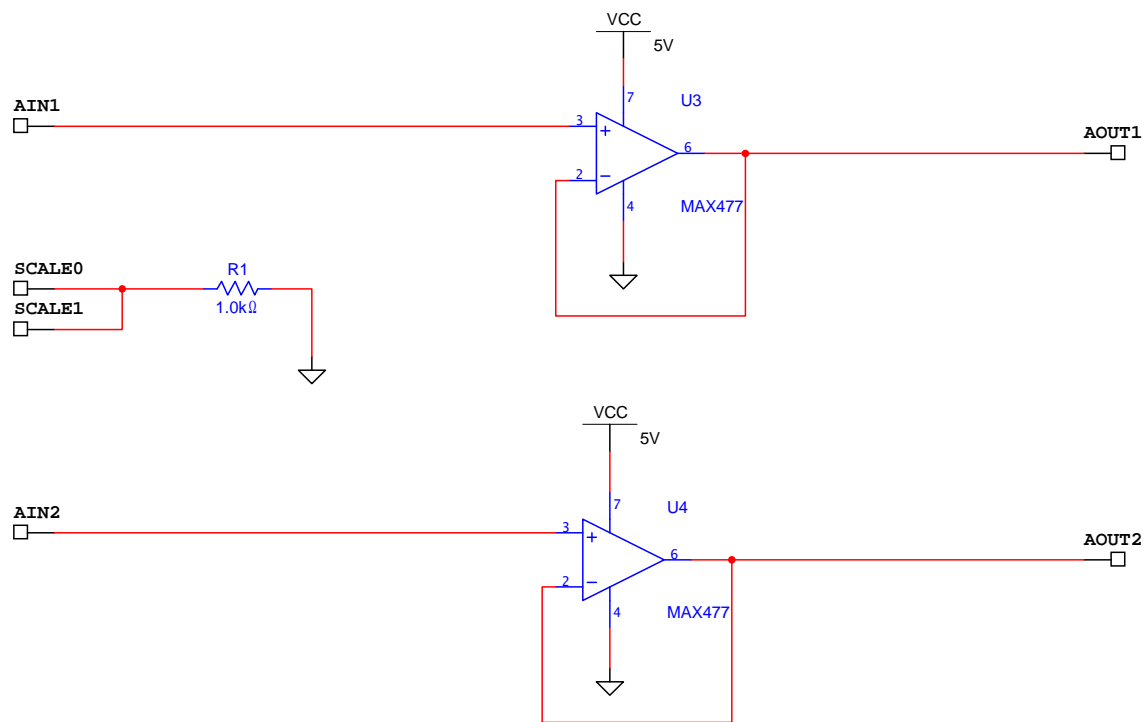 VCC
5V
7
U3
AIN1
3
+
AOUT1
6
2
−
4
MAX477
SCALE0
R1
SCALE1
1.0kΩ
VCC
5V
7
U4
AIN2
3
+
AOUT2
6
2
−
4
MAX477